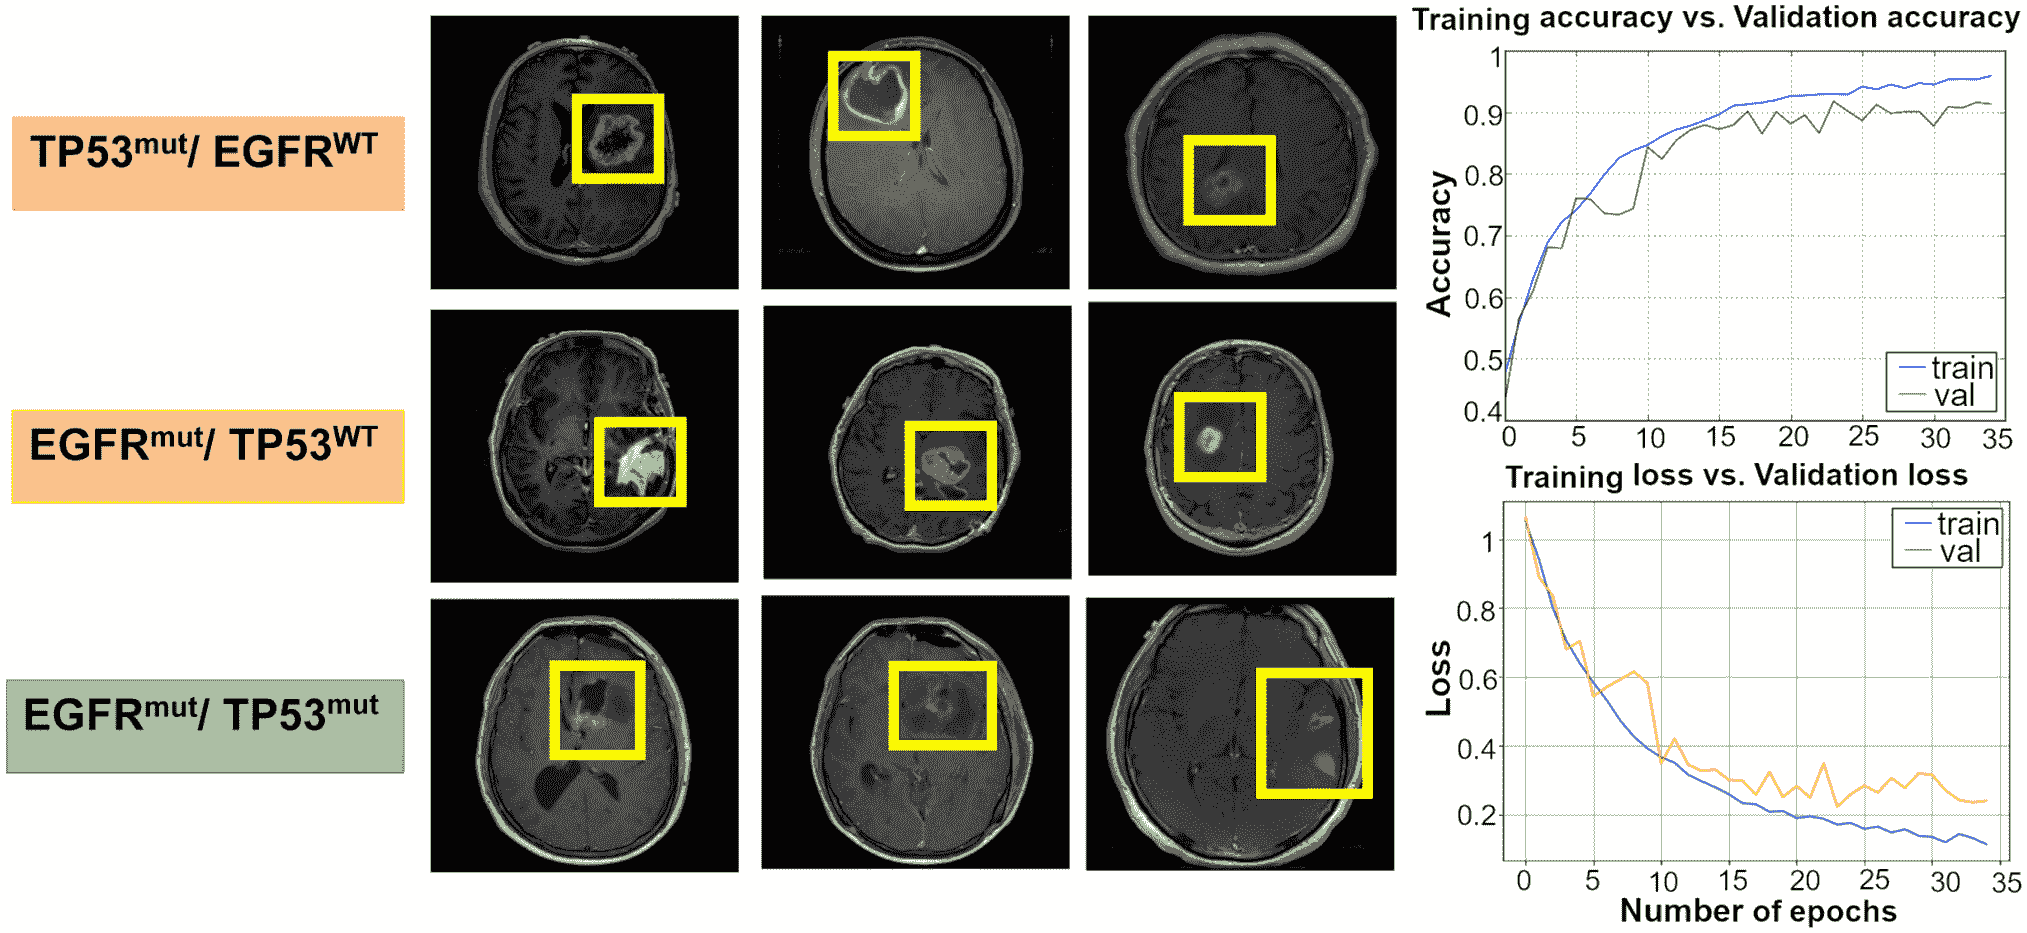 TP53mut/ EGFRWT
EGFRmut/ TP53WT
EGFRmut/ TP53mut
Training accuracy vs. Validation accuracy
Accuracy
1
0.9
0.8
0.7
0.6
0.5
0.4
train
val
0 5 10 15 20 25 30 35
Training loss vs. Validation loss
Loss
1
0.8
0.6
0.4
0.2
train
val
0 5 10 15 20 25 30 35
Number of epochs